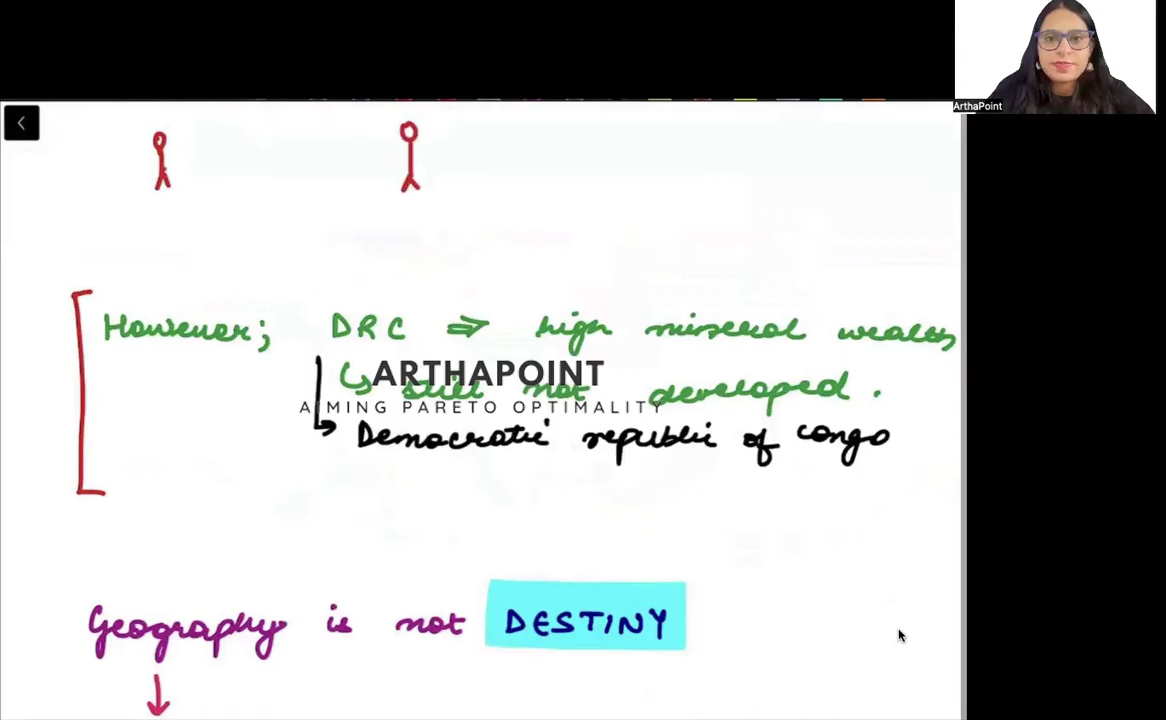 ArthaPoint
However; DRC ⇒ high mineral wealth
↳ still not developed.
ARTHAPOINT
AIMING PARETO OPTIMALITY
Democratic republic of congo
Geography is not DESTINY